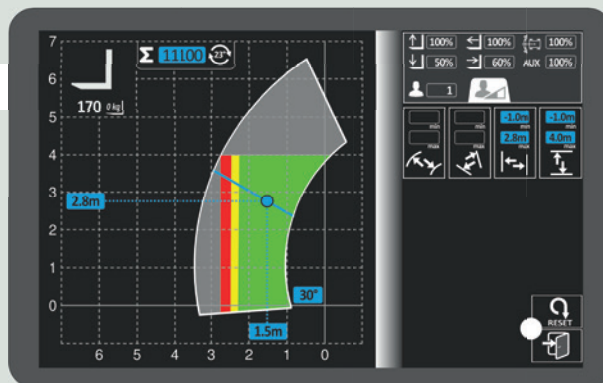 7
6
5
4
3
2
1
0
Σ 11100 23°
170 0 kg
2.8m
30°
1.5m
6 5 4 3 2 1 0
100% 100% 100%
50% 60% AUX 100%
1
min min -1.0m min -1.0m min
max max 2.8m max 4.0m max
RESET